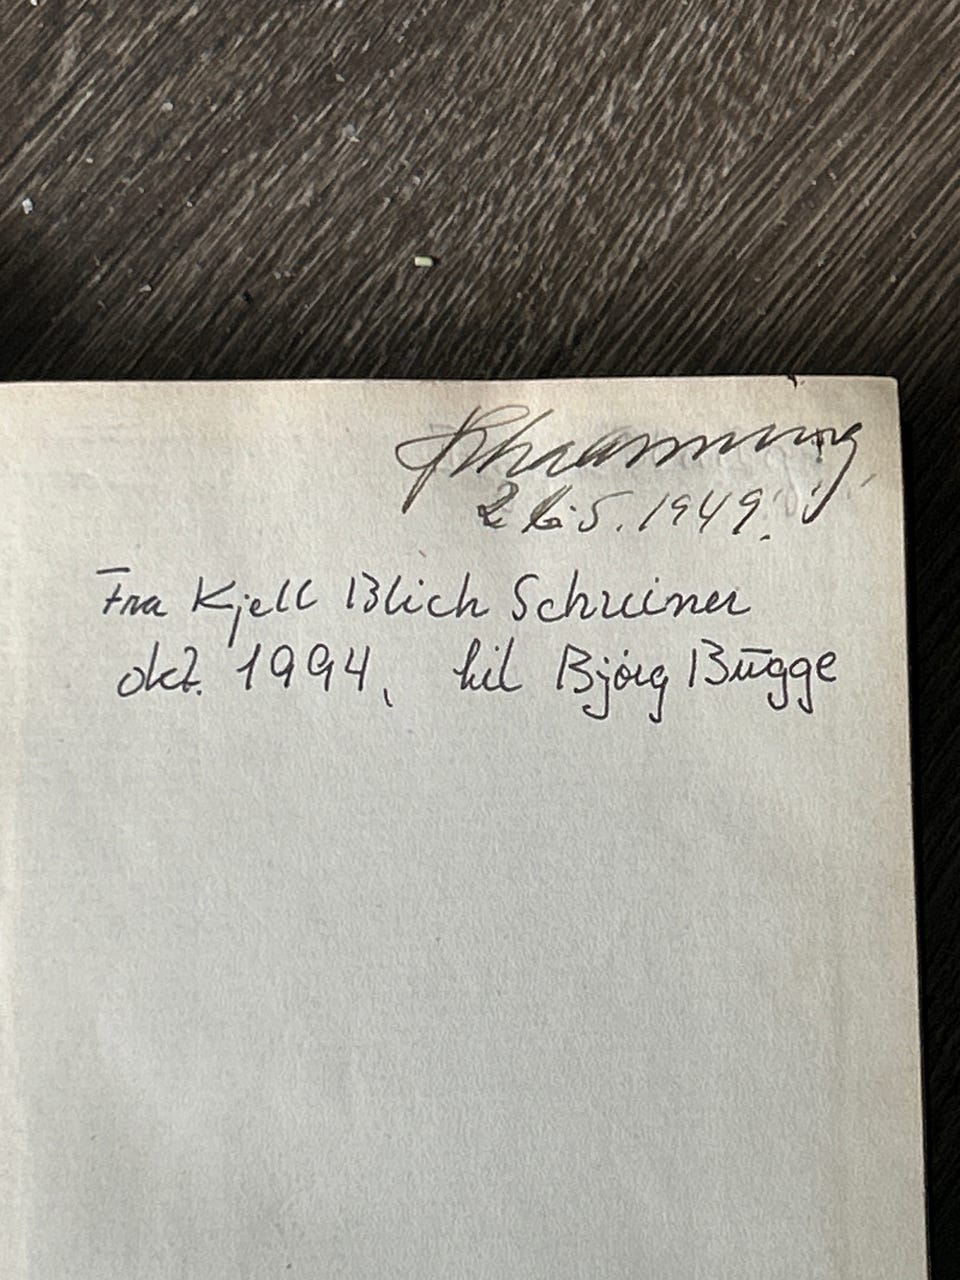 26.5.1949.
Fra Kjell Blich Schreiner
okt. 1994, til Bjørg Bugge